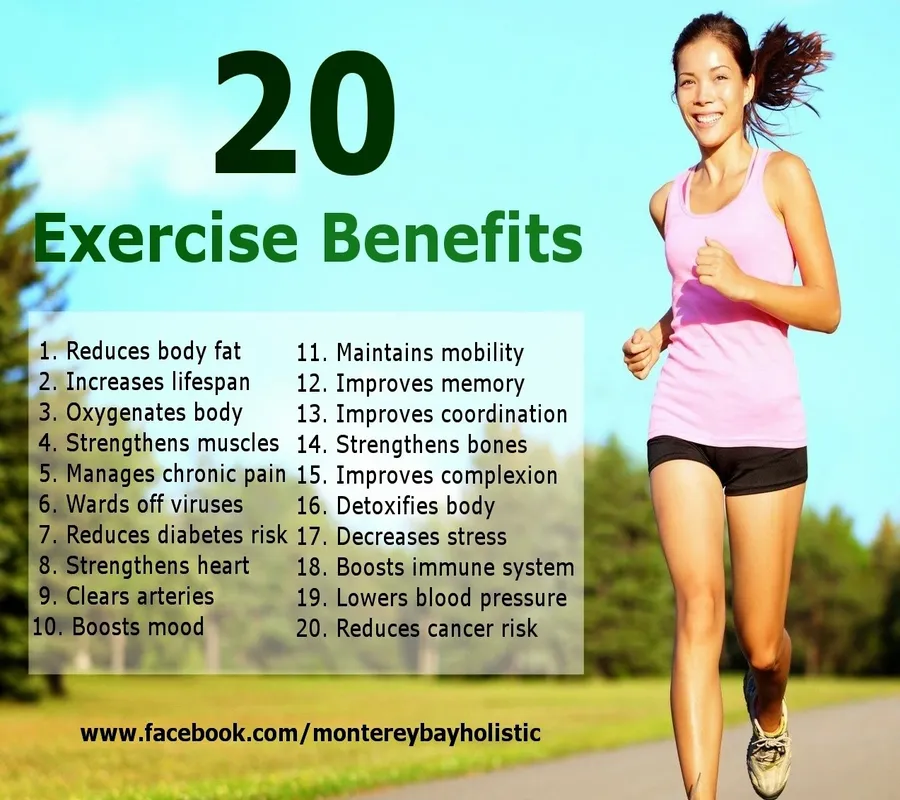 20
Exercise Benefits
1. Reduces body fat
2. Increases lifespan
3. Oxygenates body
4. Strengthens muscles
5. Manages chronic pain
6. Wards off viruses
7. Reduces diabetes risk
8. Strengthens heart
9. Clears arteries
10. Boosts mood
11. Maintains mobility
12. Improves memory
13. Improves coordination
14. Strengthens bones
15. Improves complexion
16. Detoxifies body
17. Decreases stress
18. Boosts immune system
19. Lowers blood pressure
20. Reduces cancer risk
www.facebook.com/montereybayholistic